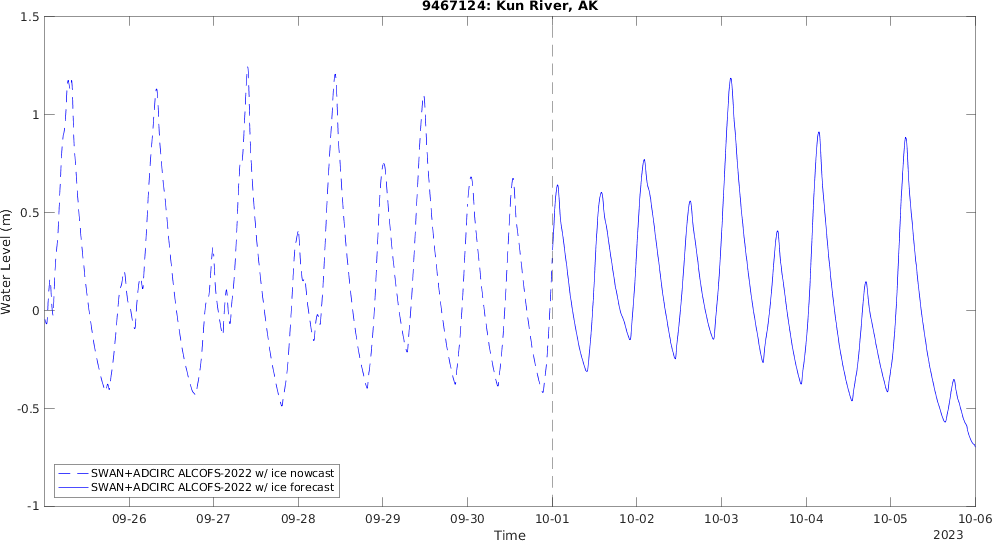 9467124: Kun River, AK
1.5
1
0.5
0
-0.5
-1
Water Level (m)
SWAN+ADCIRC ALCOFS-2022 w/ ice nowcast
SWAN+ADCIRC ALCOFS-2022 w/ ice forecast
09-26 09-27 09-28 09-29 09-30 10-01 10-02 10-03 10-04 10-05 10-06
Time
2023